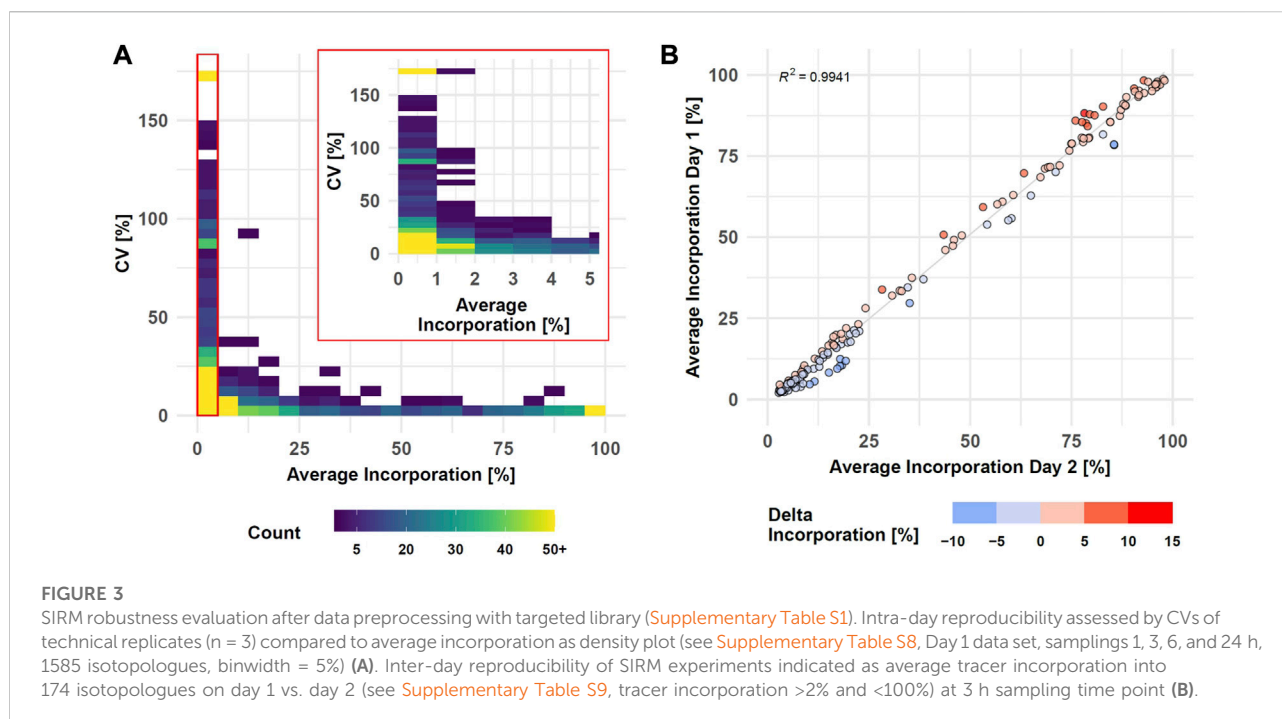 A
CV [%]
150
100
50
0
0 25 50 75 100
Average Incorporation [%]
CV [%]
150
100
50
0
0 1 2 3 4 5
Average
Incorporation [%]
Count
5 20 30 40 50+
B
R² = 0.9941
Average Incorporation Day 1 [%]
100
75
50
25
0
0 25 50 75 100
Average Incorporation Day 2 [%]
Delta
Incorporation [%]
−10 −5 0 5 10 15
FIGURE 3
SIRM robustness evaluation after data preprocessing with targeted library (Supplementary Table S1). Intra-day reproducibility assessed by CVs of
technical replicates (n = 3) compared to average incorporation as density plot (see Supplementary Table S8, Day 1 data set, samplings 1, 3, 6, and 24 h,
1585 isotopologues, binwidth = 5%) (A). Inter-day reproducibility of SIRM experiments indicated as average tracer incorporation into
174 isotopologues on day 1 vs. day 2 (see Supplementary Table S9, tracer incorporation >2% and <100%) at 3 h sampling time point (B).